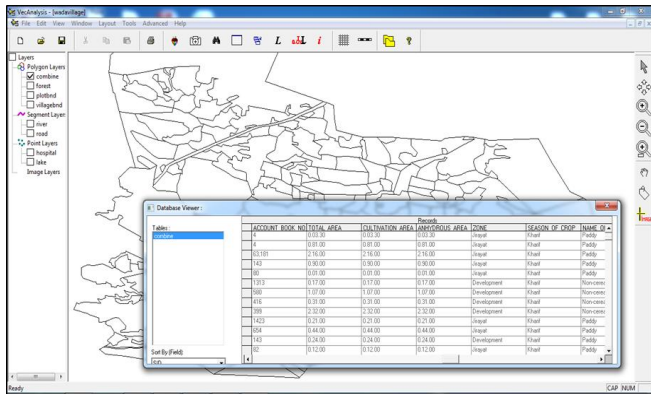 VecAnalysis - [wadavillage]
File Edit View Window Layout Tools Advanced Help
Layers
Polygon Layers
combine
forest
plotbnd
villagebnd
Segment Layer:
river
road
Point Layers
hospital
lake
Image Layers
Database Viewer :
Tables :
combine
Sort By (Field)
Records
ACCOUNT BOOK NO TOTAL AREA CULTIVATION AREA ANHYDROUS AREA ZONE SEASON OF CROP NAME O
4 0.03.30 0.03.30 0.03.30 Jirayat Kharif Paddy
4 0.81.00 0.81.00 0.81.00 Jirayat Kharif Paddy
63,181 2.16.00 2.16.00 2.16.00 Jirayat Kharif Paddy
143 0.90.00 0.90.00 0.90.00 Jirayat Kharif Paddy
80 0.01.00 0.01.00 0.01.00 Jirayat Kharif Paddy
1313 0.17.00 0.17.00 0.17.00 Development Kharif Non-cerea
580 1.07.00 1.07.00 1.07.00 Development Kharif Non-cerea
416 0.31.00 0.31.00 0.31.00 Development Kharif Non-cerea
399 2.32.00 2.32.00 2.32.00 Development Kharif Non-cerea
1423 0.21.00 0.21.00 0.21.00 Jirayat Kharif Paddy
654 0.44.00 0.44.00 0.44.00 Jirayat Kharif Paddy
143 0.24.00 0.24.00 0.24.00 Development Kharif Paddy
82 0.12.00 0.12.00 0.12.00 Jirayat Kharif Paddy
Ready
CAP NUM